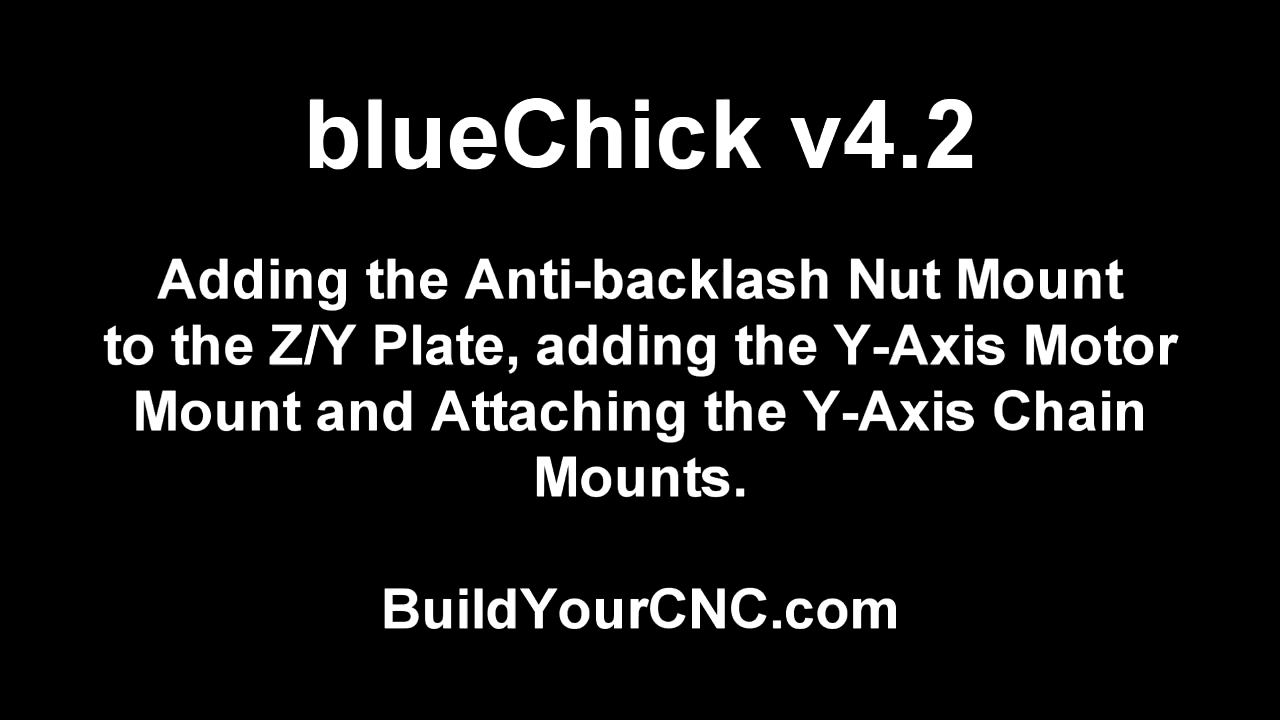 blueChick v4.2
Adding the Anti-backlash Nut Mount
to the Z/Y Plate, adding the Y-Axis Motor
Mount and Attaching the Y-Axis Chain
Mounts.
BuildYourCNC.com